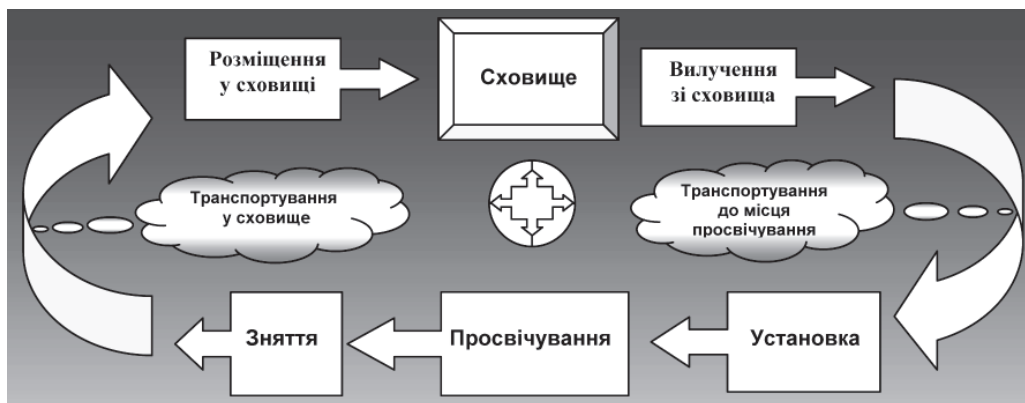 Розміщення
у сховищі
Сховище
Вилучення
зі сховища
Транспортування
у сховище
Транспортування
до місця
просвічування
Зняття
Просвічування
Установка